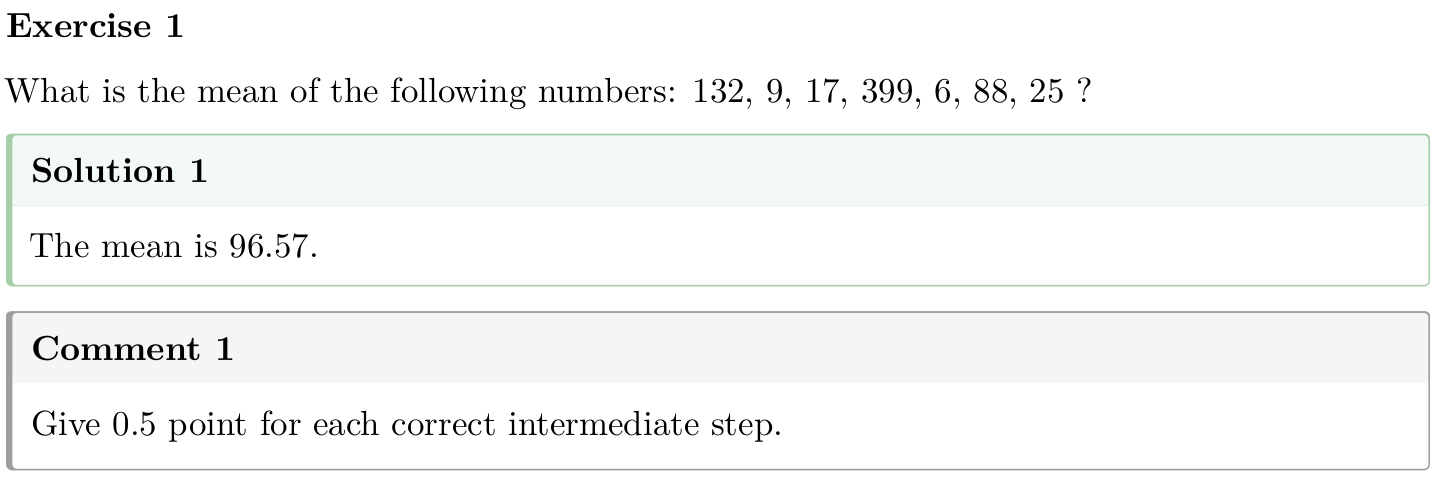 Exercise 1
What is the mean of the following numbers: 132, 9, 17, 399, 6, 88, 25 ?
Solution 1
The mean is 96.57.
Comment 1
Give 0.5 point for each correct intermediate step.